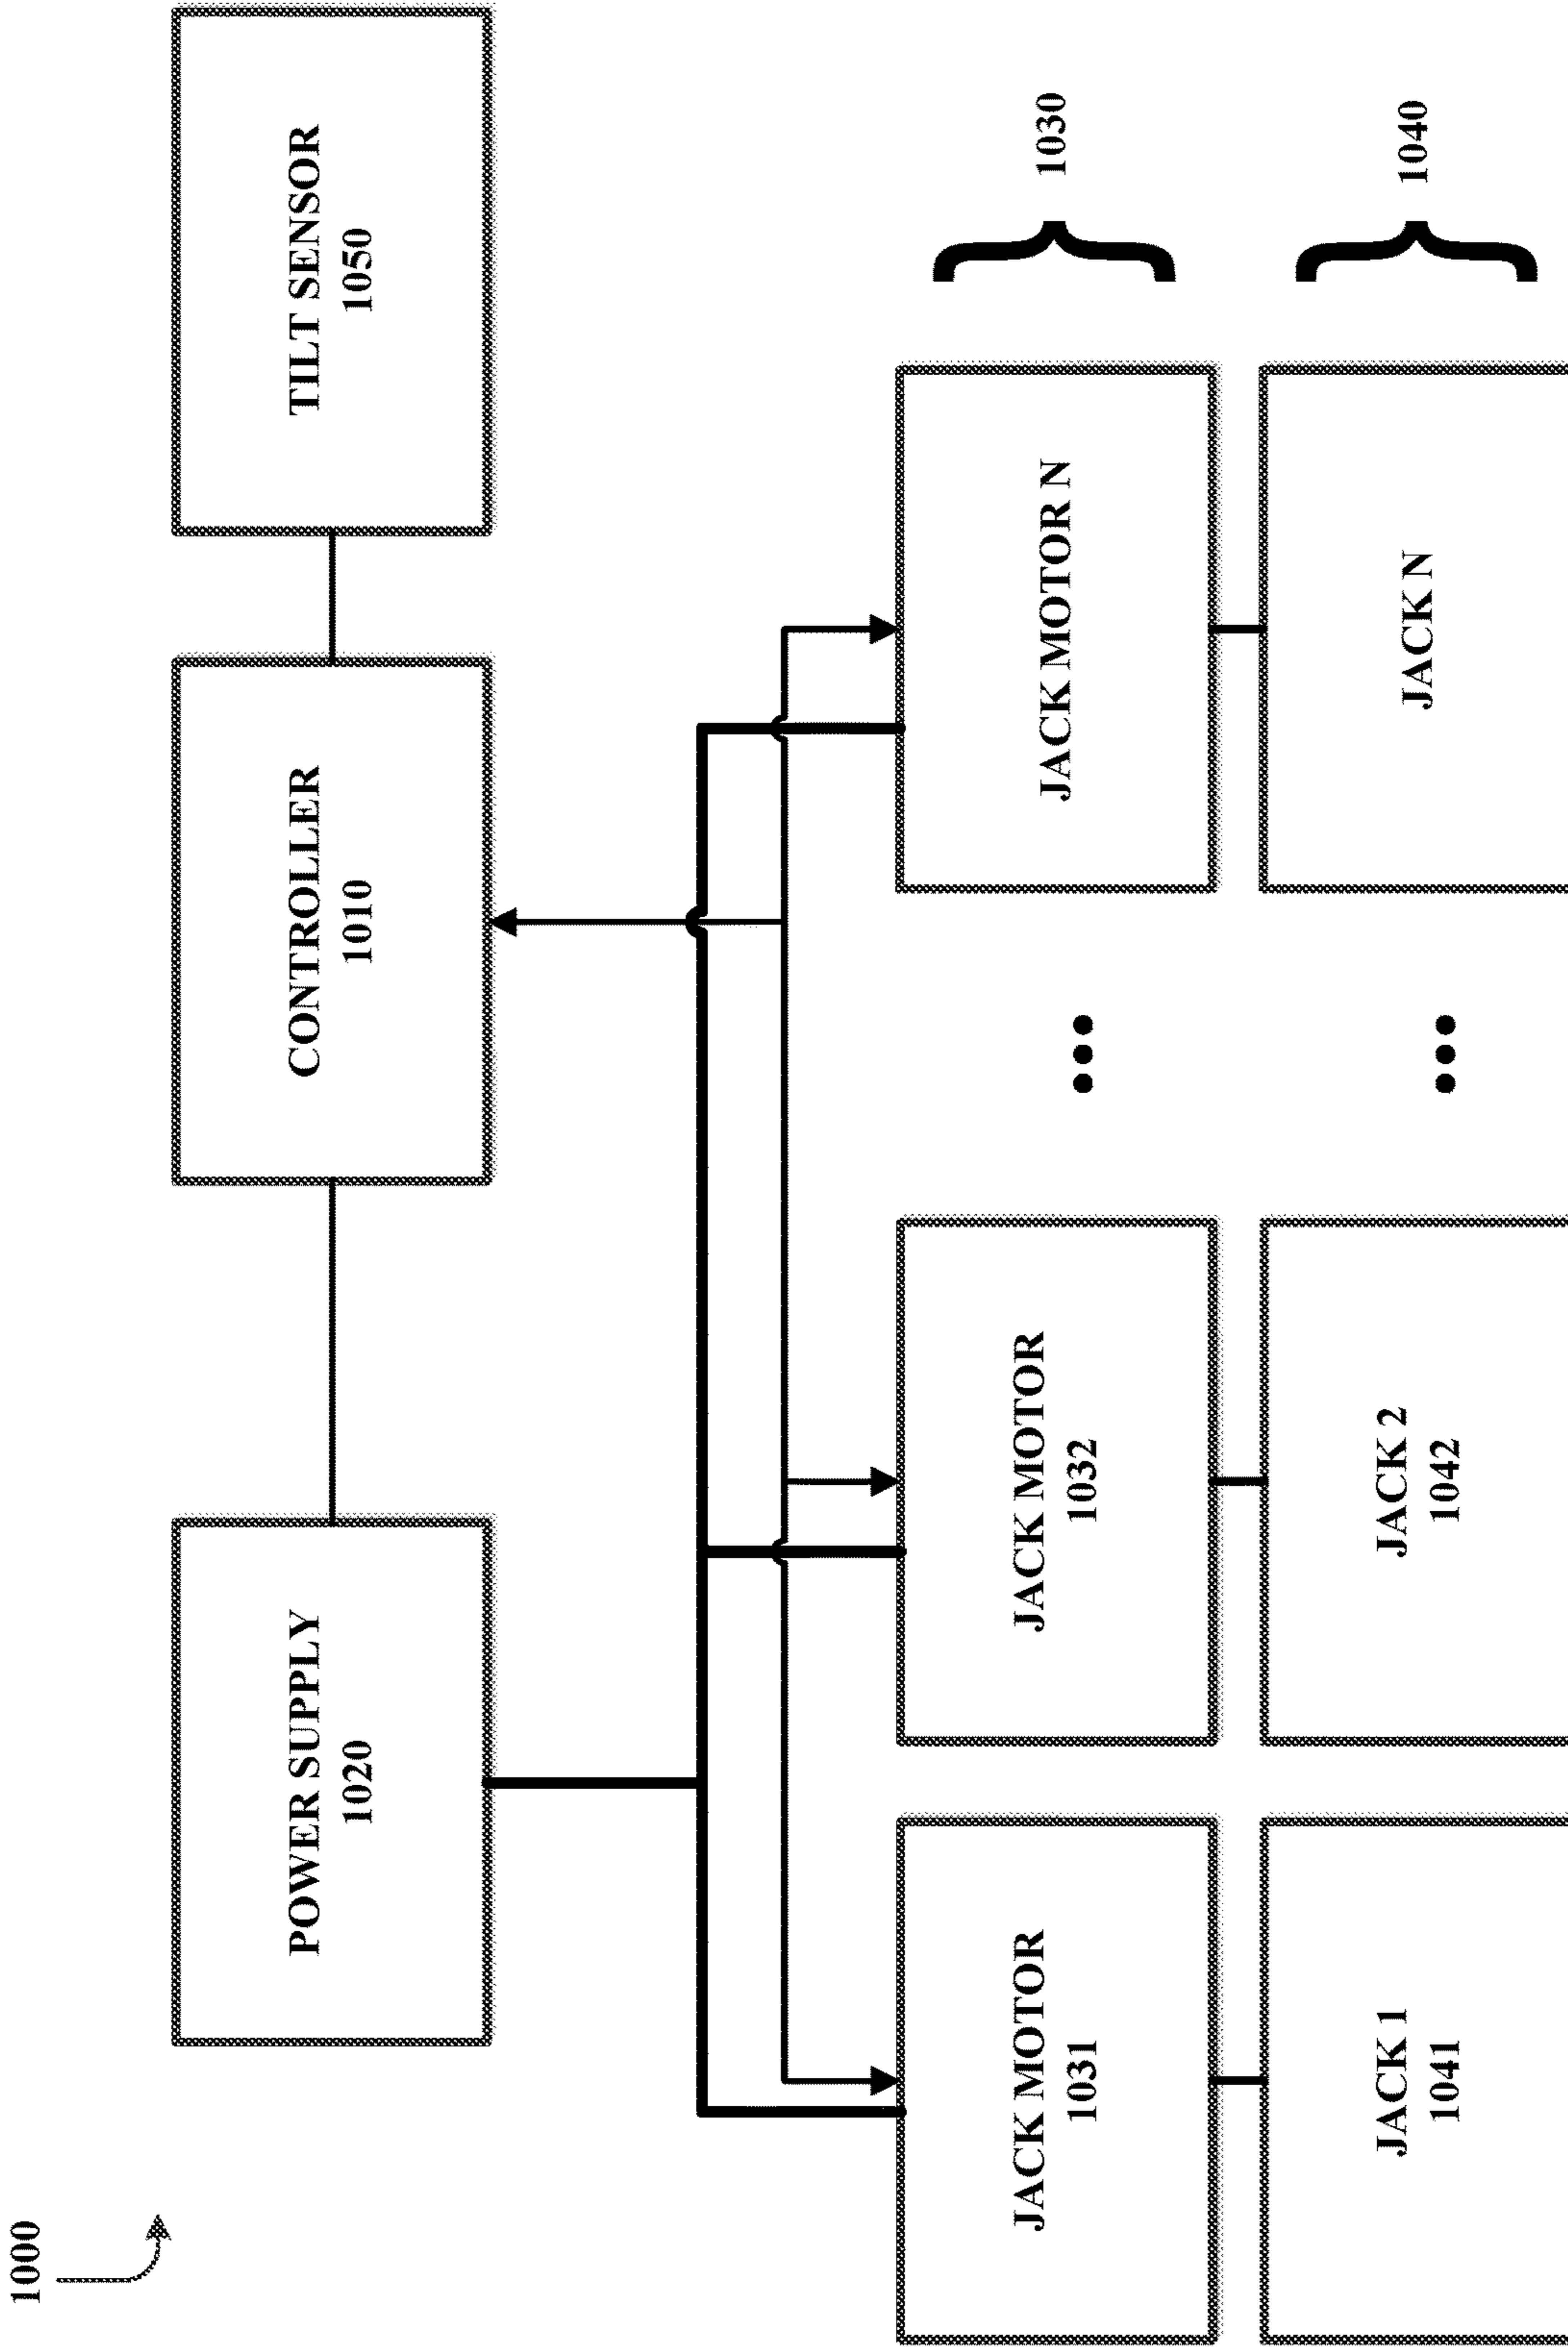 1000
POWER SUPPLY
1020
CONTROLLER
1010
TILT SENSOR
1050
JACK MOTOR
1031
JACK MOTOR
1032
JACK MOTOR N
1030
JACK 1
1041
JACK 2
1042
JACK N
1040